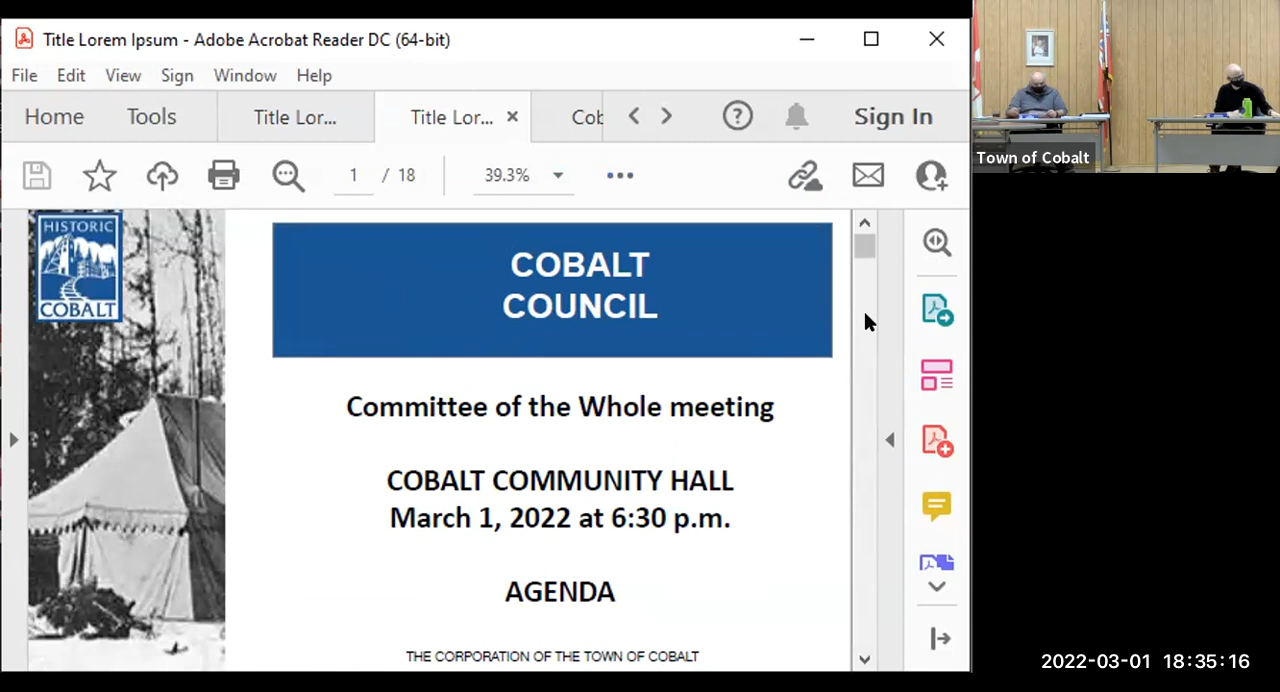 Title Lorem Ipsum - Adobe Acrobat Reader DC (64-bit)
File Edit View Sign Window Help
Home Tools Title Lor... Title Lor... Cob Sign In
1 / 18 39.3%
HISTORIC
COBALT
COBALT
COUNCIL
Committee of the Whole meeting
COBALT COMMUNITY HALL
March 1, 2022 at 6:30 p.m.
AGENDA
THE CORPORATION OF THE TOWN OF COBALT
Town of Cobalt
2022-03-01 18:35:16